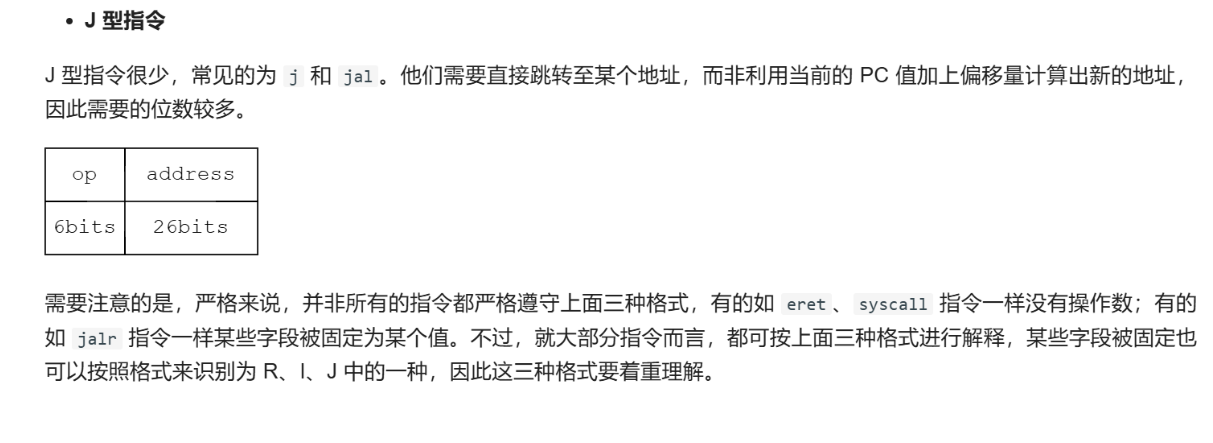 • J 型指令
J 型指令很少，常见的为 j 和 jal 。他们需要直接跳转至某个地址，而非利用当前的 PC 值加上偏移量计算出新的地址，
因此需要的位数较多。
op address
6bits 26bits
需要注意的是，严格来说，并非所有的指令都严格遵守上面三种格式，有的如 eret 、 syscall 指令一样没有操作数；有的
如 jalr 指令一样某些字段被固定为某个值。不过，就大部分指令而言，都可按上面三种格式进行解释，某些字段被固定也
可以按照格式来识别为 R、I、J 中的一种，因此这三种格式要着重理解。